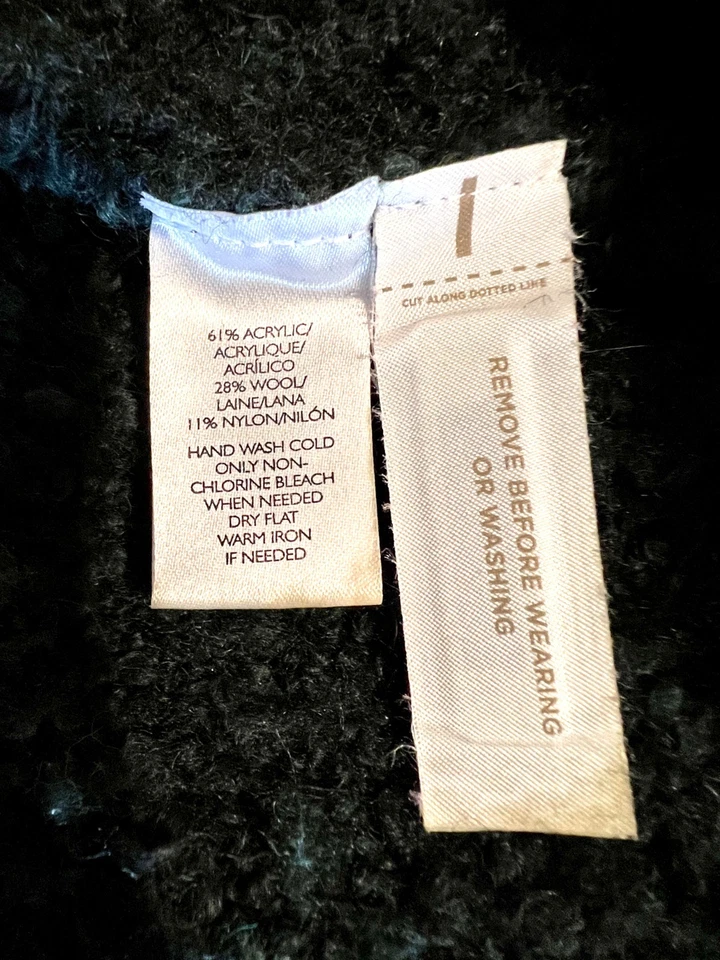 61% ACRYLIC/
ACRYLIQUE/
ACRÍLICO
28% WOOL/
LAINE/LANA
11% NYLON/NILÓN
HAND WASH COLD
ONLY NON-
CHLORINE BLEACH
WHEN NEEDED
DRY FLAT
WARM IRON
IF NEEDED
CUT ALONG DOTTED LINE
REMOVE BEFORE WEARING
OR WASHING